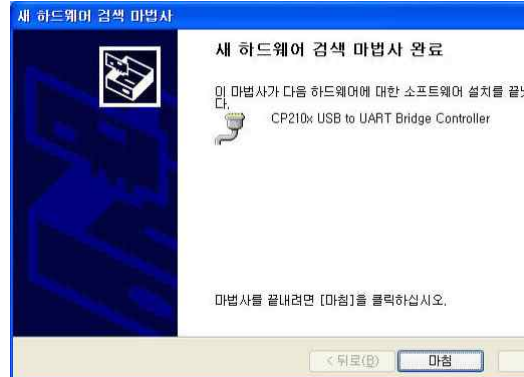 새 하드웨어 검색 마법사
새 하드웨어 검색 마법사 완료
이 마법사가 다음 하드웨어에 대한 소프트웨어 설치를
다.
CP210x USB to UART Bridge Controller
마법사를 끝내려면 [마침]을 클릭하십시오.
< 뒤로(B)
마침